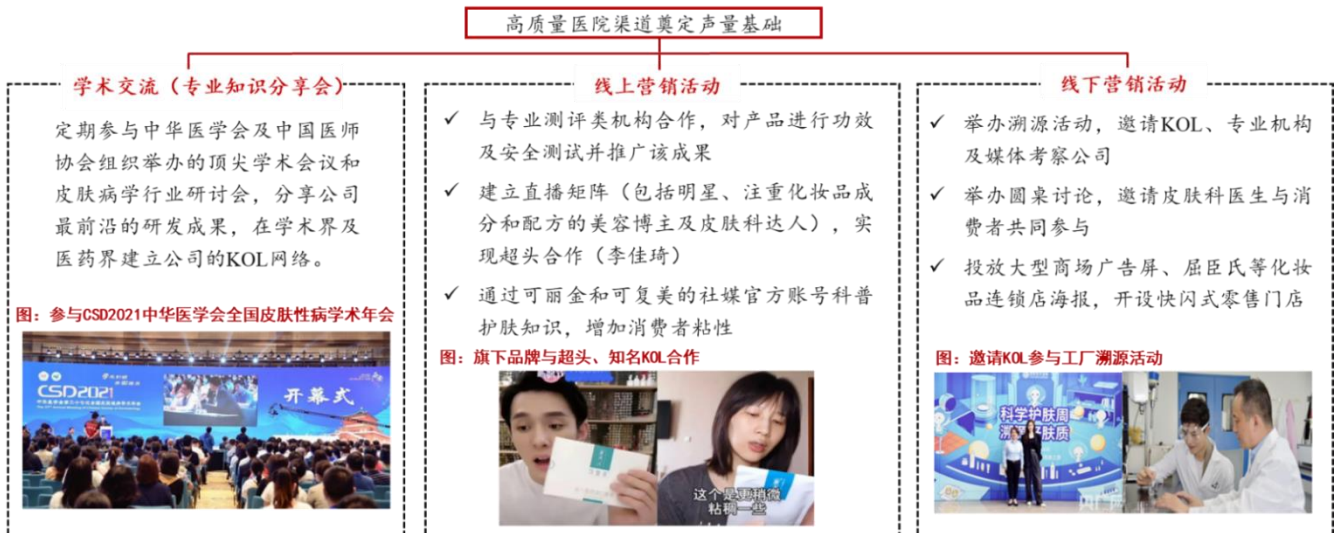 高质量医院渠道奠定声量基础
学术交流（专业知识分享会）
定期参与中华医学会及中国医师
协会组织举办的顶尖学术会议和
皮肤病学行业研讨会，分享公司
最前沿的研发成果，在学术界及
医药界建立公司的KOL网络。
图：参与CSD2021中华医学会全国皮肤性病学术年会
CSD2021
开幕式
线上营销活动
✓ 与专业测评类机构合作，对产品进行功效
及安全测试并推广该成果
✓ 建立直播矩阵（包括明星、注重化妆品成
分和配方的美容博主及皮肤科达人），实
现超头合作（李佳琦）
✓ 通过可丽金和可复美的社媒官方账号科普
护肤知识，增加消费者粘性
图：旗下品牌与超头、知名KOL合作
这个是更稍微
粘稠一些
线下营销活动
✓ 举办溯源活动，邀请KOL、专业机构
及媒体考察公司
✓ 举办圆桌讨论，邀请皮肤科医生与消
费者共同参与
✓ 投放大型商场广告屏、屈臣氏等化妆
品连锁店海报，开设快闪式零售门店
图：邀请KOL参与工厂溯源活动
科学护肤周